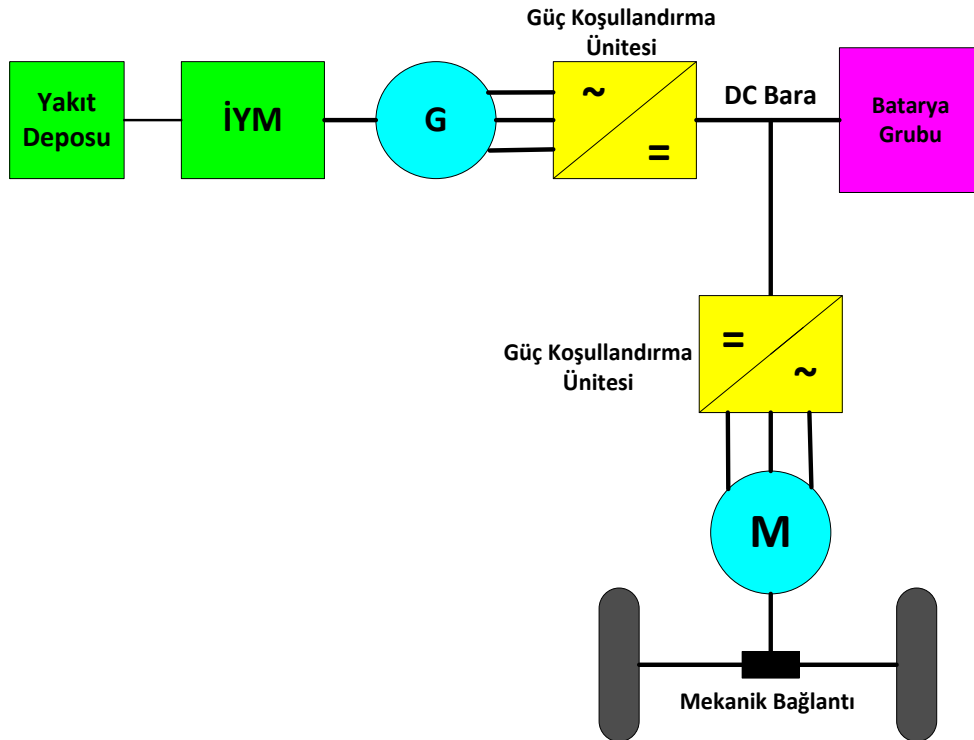 Güç Koşullandırma
Ünitesi
Yakıt
Deposu
İYM
G
~
=
DC Bara
Batarya
Grubu
Güç Koşullandırma
Ünitesi
=
~
M
Mekanik Bağlantı